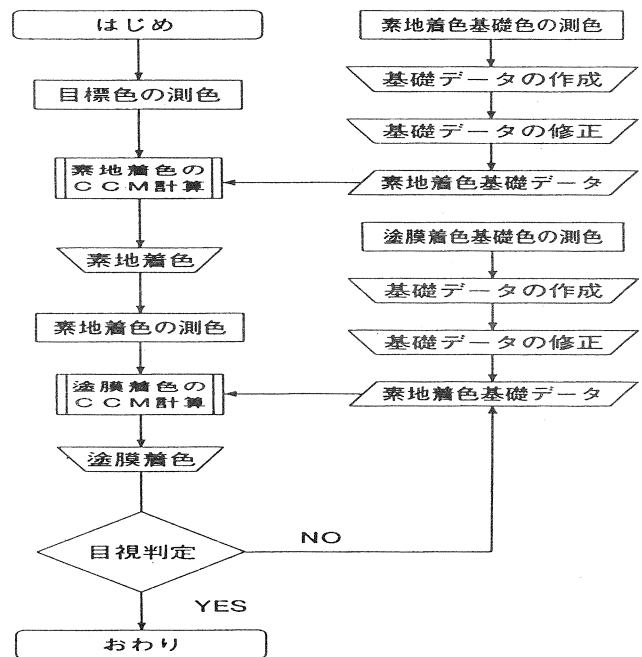 はじめ
目標色の測色
素地着色の
CCM計算
素地着色
素地着色の測色
塗膜着色の
CCM計算
塗膜着色
目視判定
NO
YES
おわり
素地着色基礎色の測色
基礎データの作成
基礎データの修正
素地着色基礎データ
塗膜着色基礎色の測色
基礎データの作成
基礎データの修正
素地着色基礎データ